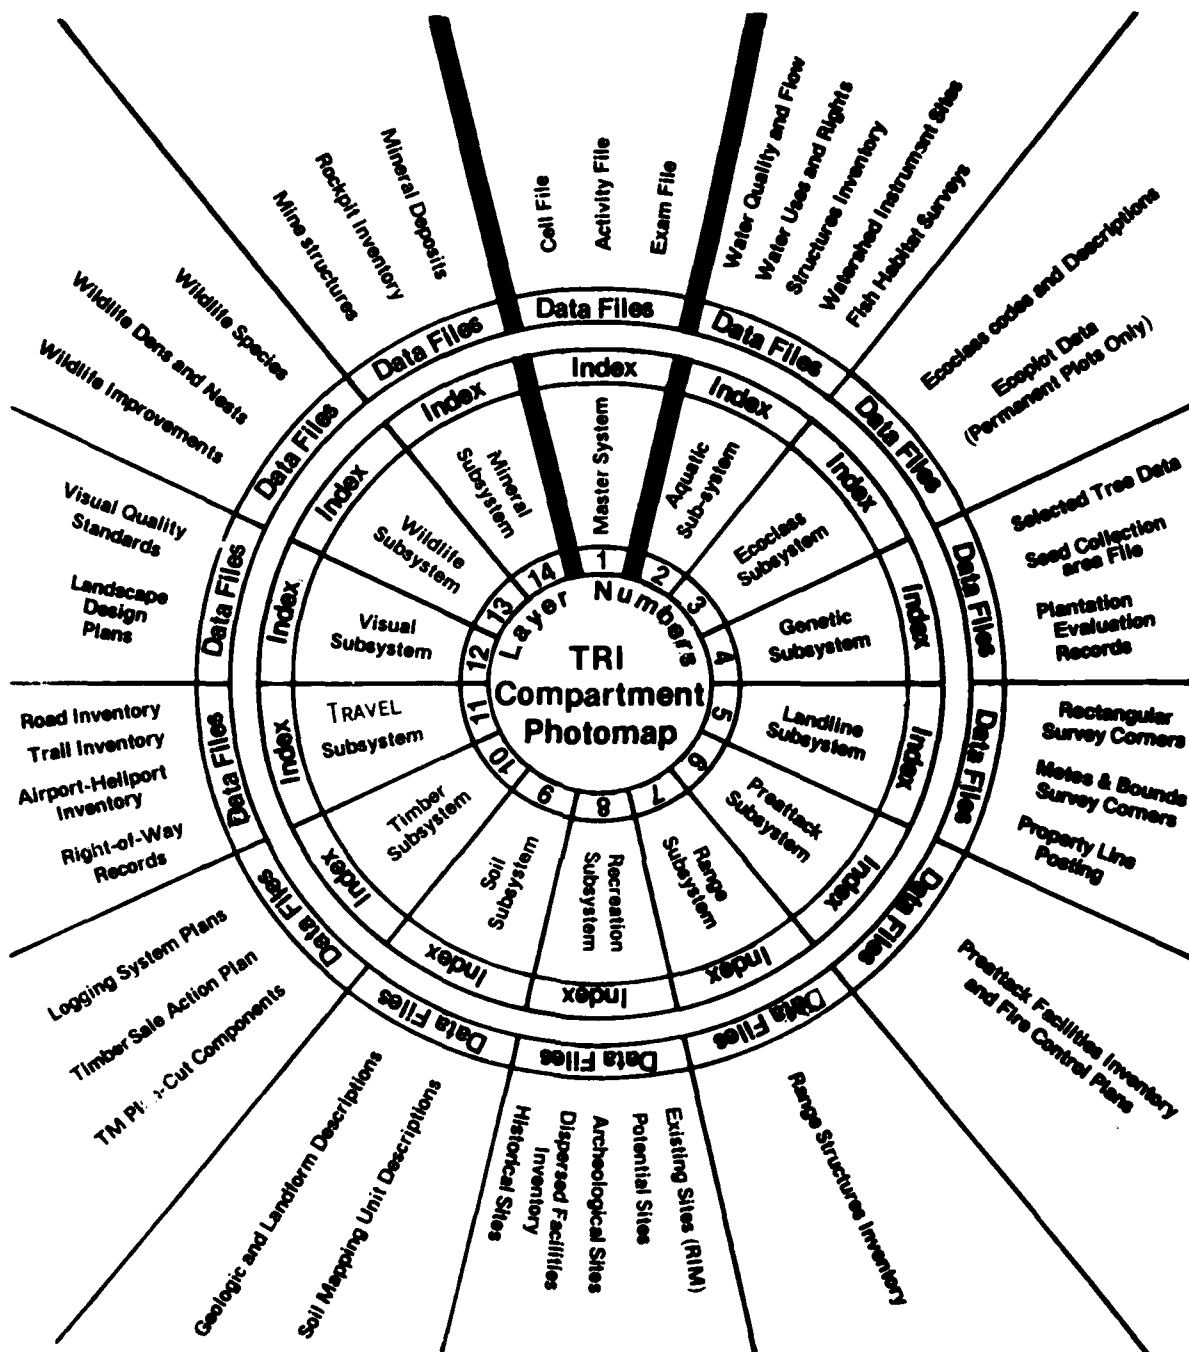 TRI
Compartment
Photomap
Layer Numbers
1
Master System
Index
Data Files
Cell File
Activity File
Exam File
2
Aquatic
Sub-system
Index
Data Files
Water Quality and Flow
Water Uses and Rights
Structures Inventory
Watershed Instrument Sites
Fish Habitat Surveys
3
Ecoclass
Subsystem
Index
Data Files
Ecoclass codes and Descriptions
Ecoplot Data
(Permanent Plots Only)
4
Genetic
Subsystem
Index
Data Files
Selected Tree Data
Seed Collection
area File
Plantation
Evaluation
Records
5
Landline
Subsystem
Index
Data Files
Rectangular
Survey Corners
Metes & Bounds
Survey Corners
Property Line
Posting
6
Preattack
Subsystem
Index
Data Files
Preattack Facilities Inventory
and Fire Control Plans
7
Range
Subsystem
Index
Data Files
Range Structures Inventory
8
Recreation
Subsystem
Index
Data Files
Existing Sites (RIM)
Potential Sites
Archeological Sites
Dispersed Facilities
Inventory
Historical Sites
9
Soil
Subsystem
Index
Data Files
Geologic and Landform Descriptions
Soil Mapping Unit Descriptions
10
Timber
Subsystem
Index
Data Files
Logging System Plans
Timber Sale Action Plan
TM -Cut Components
11
TRAVEL
Subsystem
Index
Data Files
Road Inventory
Trail Inventory
Airport-Heliport
Inventory
Right-of-Way
Records
12
Visual
Subsystem
Index
Data Files
Visual Quality
Standards
Landscape
Design
Plans
13
Wildlife
Subsystem
Index
Data Files
Wildlife Species
Wildlife Dens and Nests
Wildlife Improvements
14
Mineral
Subsystem
Index
Data Files
Mineral Deposits
Rockpit Inventory
Mine structures